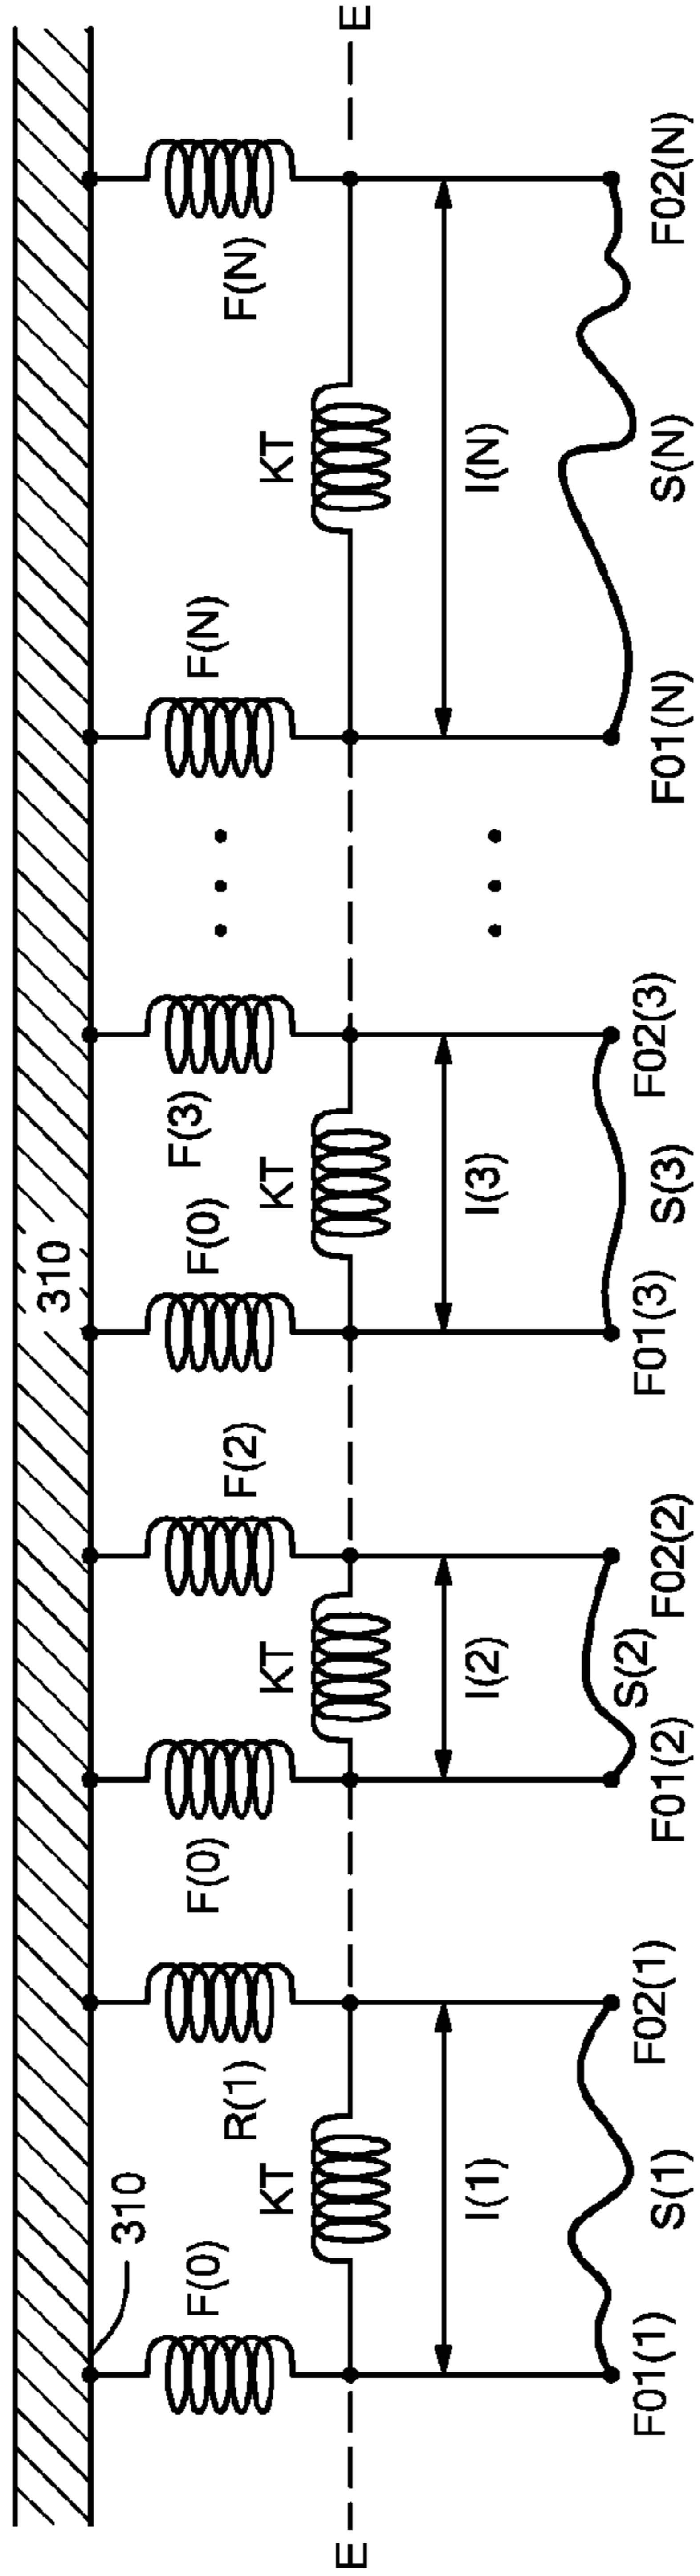 310
310
F(0)
R(1)
F(0)
F(2)
F(0)
F(3)
F(N)
F(N)
KT
KT
KT
KT
E
E
I(1)
I(2)
I(3)
I(N)
F01(1)
S(1)
F02(1)
F01(2)
S(2)
F02(2)
F01(3)
S(3)
F02(3)
F01(N)
S(N)
F02(N)